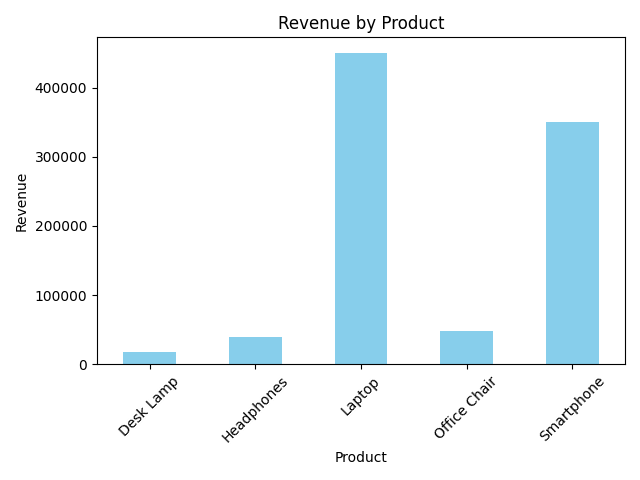 Revenue by Product
Revenue
400000
300000
200000
100000
0
Desk Lamp
Headphones
Laptop
Office Chair
Smartphone
Product